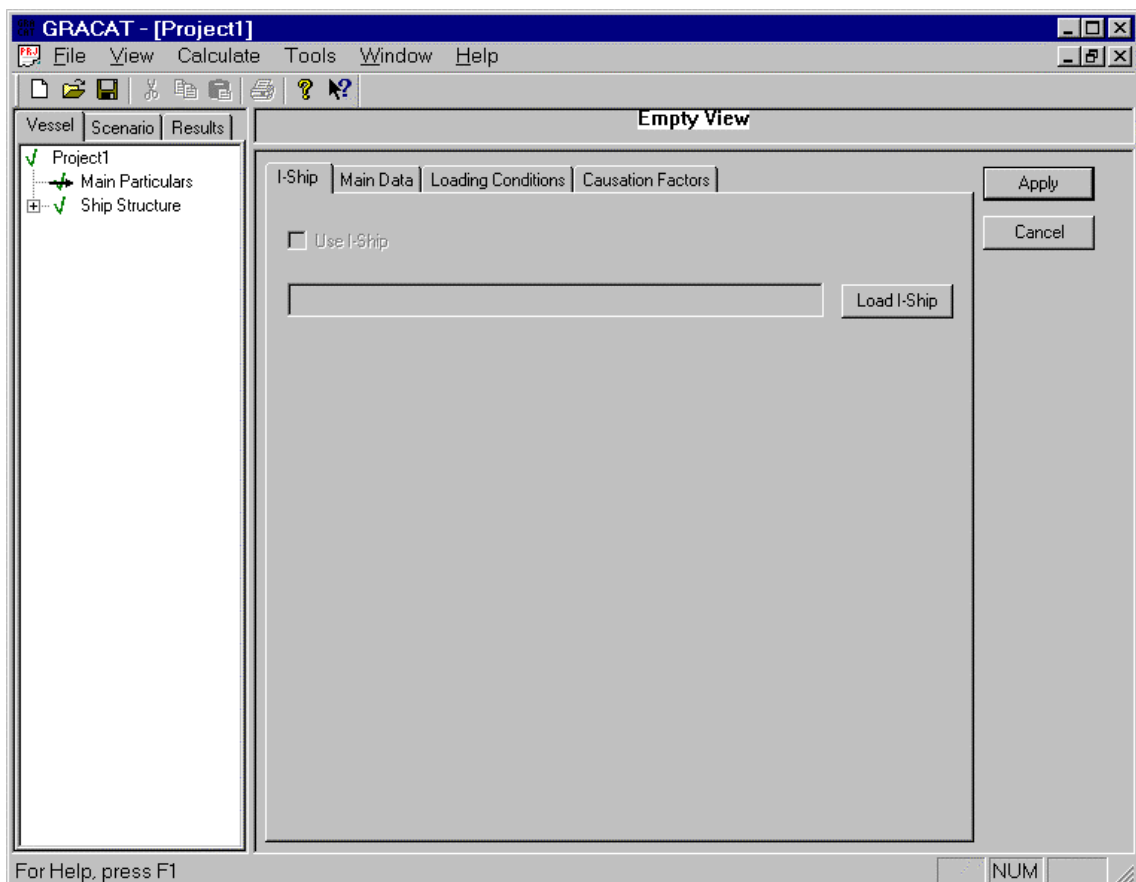 GRACAT - [Project1]
PRJ File View Calculate Tools Window Help
Vessel Scenario Results
Empty View
Project1
Main Particulars
Ship Structure
I-Ship Main Data Loading Conditions Causation Factors
Use I-Ship
Load I-Ship
Apply
Cancel
For Help, press F1
NUM